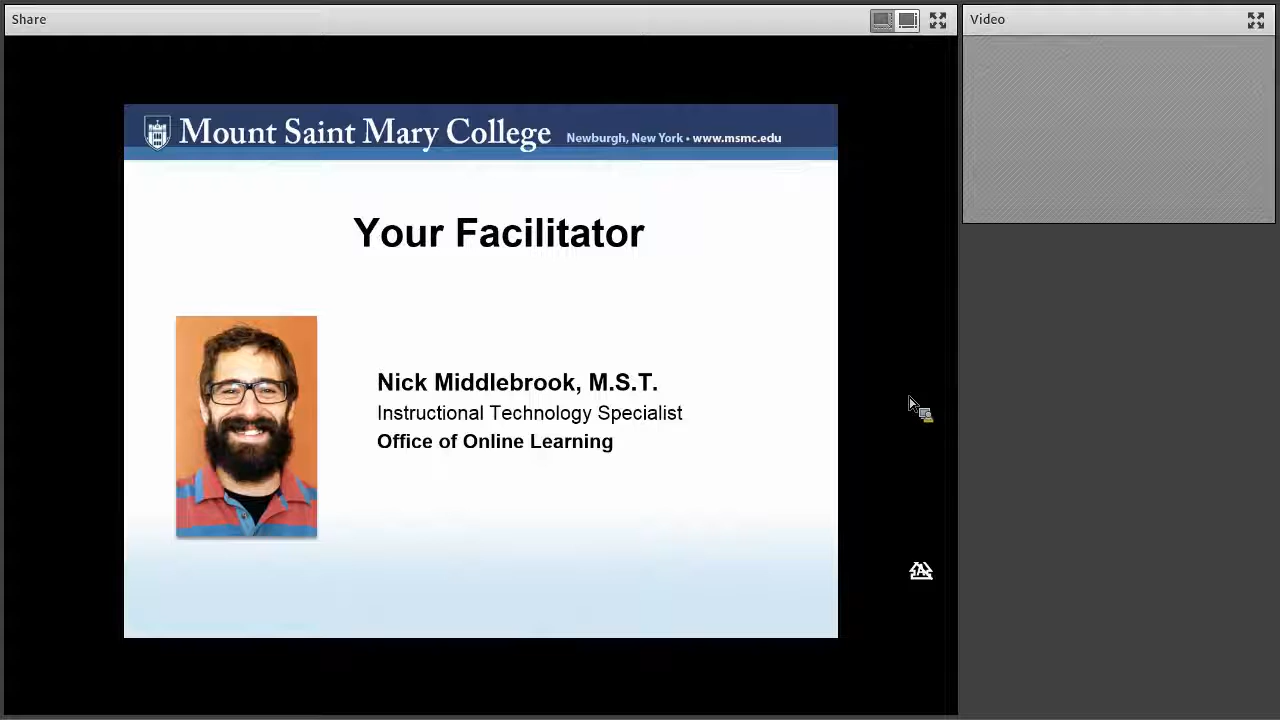 Share
Video
Mount Saint Mary College Newburgh, New York • www.msmc.edu
Your Facilitator
Nick Middlebrook, M.S.T.
Instructional Technology Specialist
Office of Online Learning